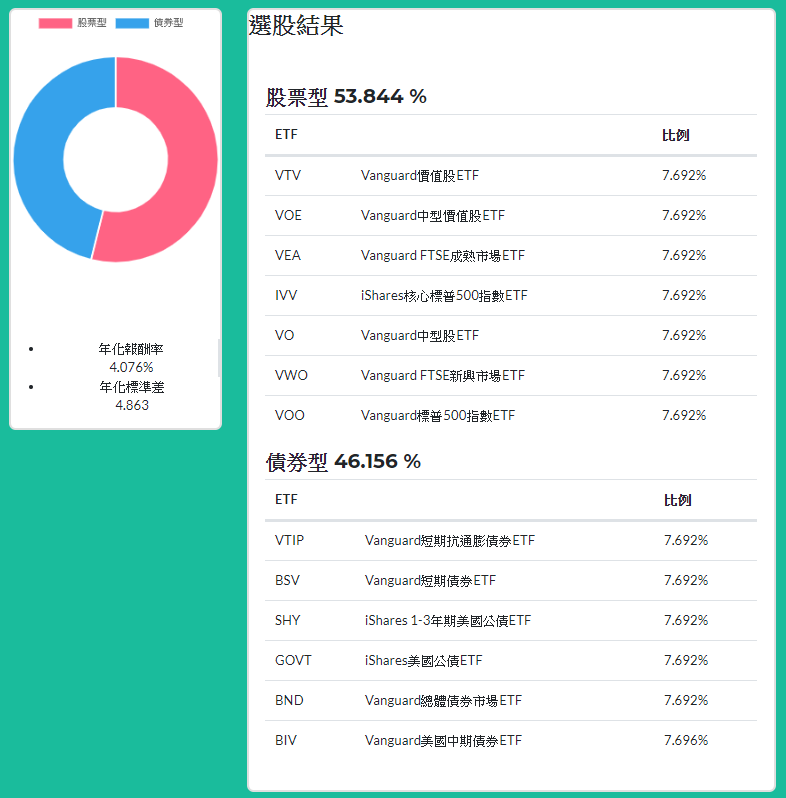 股票型 債券型
年化報酬率
4.076%
年化標準差
4.863
選股結果
股票型 53.844 %
ETF 比例
VTV Vanguard價值股ETF 7.692%
VOE Vanguard中型價值股ETF 7.692%
VEA Vanguard FTSE成熟市場ETF 7.692%
IVV iShares核心標普500指數ETF 7.692%
VO Vanguard中型股ETF 7.692%
VWO Vanguard FTSE新興市場ETF 7.692%
VOO Vanguard標普500指數ETF 7.692%
債券型 46.156 %
ETF 比例
VTIP Vanguard短期抗通膨債券ETF 7.692%
BSV Vanguard短期債券ETF 7.692%
SHY iShares 1-3年期美國公債ETF 7.692%
GOVT iShares美國公債ETF 7.692%
BND Vanguard總體債券市場ETF 7.692%
BIV Vanguard美國中期債券ETF 7.696%